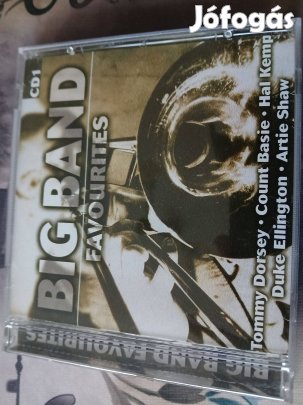 Jófogás
CD1
BIG BAND
FAVOURITES
Tommy Dorsey · Count Basie · Hal Kemp
Duke Ellington · Artie Shaw
BIG BAND FAVOURITES